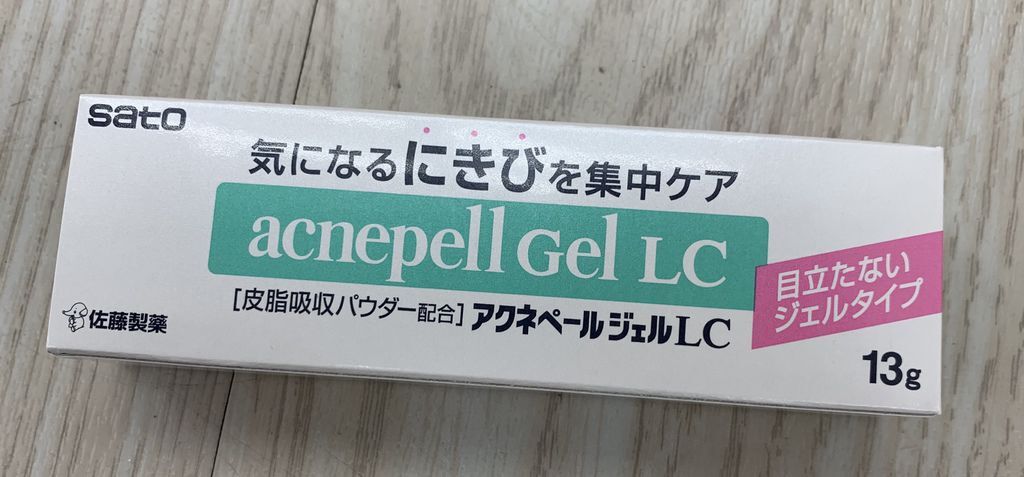 sato
気になるにきびを集中ケア
acnepell Gel LC
[皮脂吸収パウダー配合] アクネペールジェルLC
目立たない
ジェルタイプ
佐藤製薬
13g